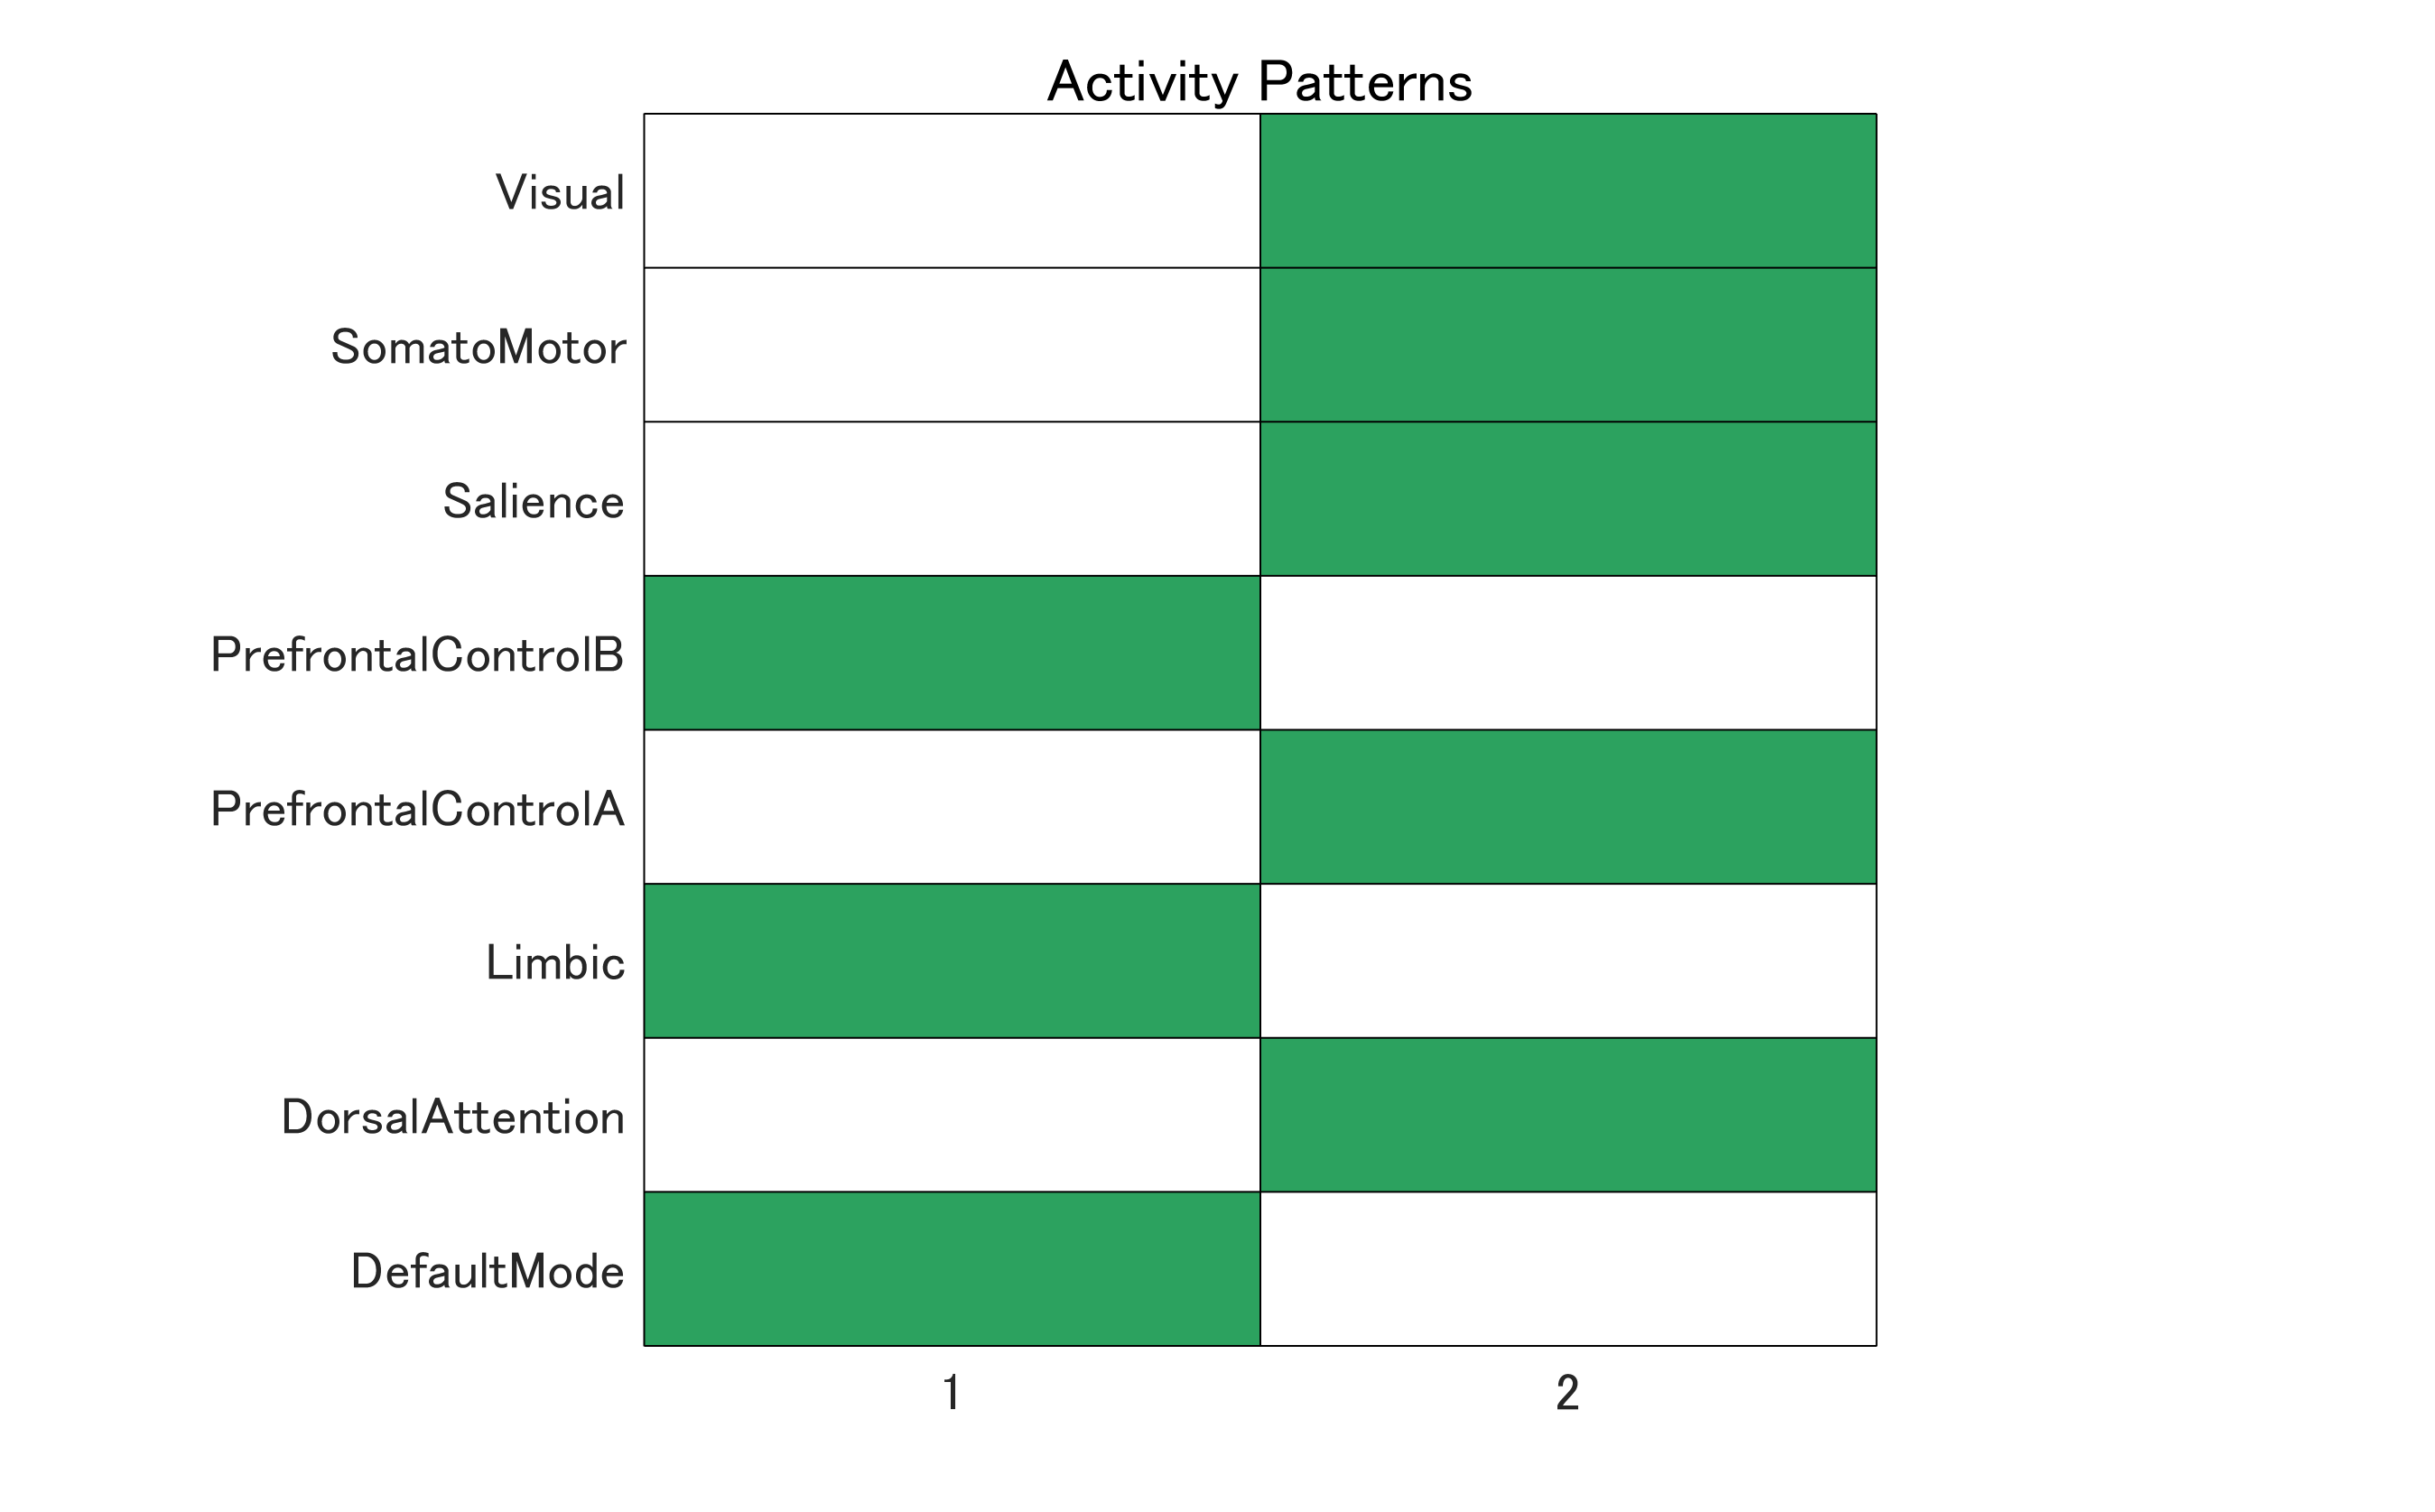 Activity Patterns
Visual
SomatoMotor
Salience
PrefrontalControlB
PrefrontalControlA
Limbic
DorsalAttention
DefaultMode
1 2